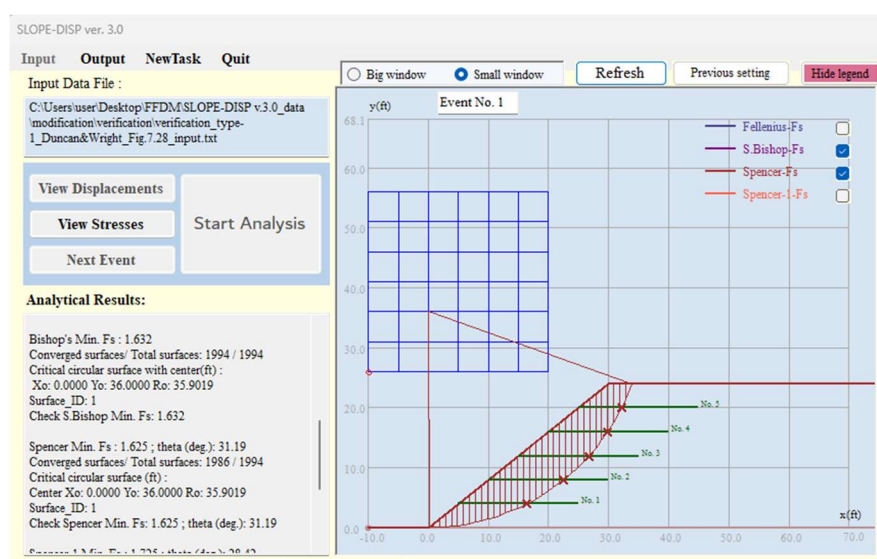 SLOPE-DISP ver. 3.0
Input Output NewTask Quit
Input Data File :
C:\Users\user\Desktop\FFDM\SLOPE-DISP v.3.0_data
\modification\verification\verification_type-
1_Duncan&Wright_Fig.7.28_input.txt
View Displacements
View Stresses
Next Event
Start Analysis
Analytical Results:
Bishop's Min. Fs : 1.632
Converged surfaces/ Total surfaces: 1994 / 1994
Critical circular surface with center(ft) :
Xo: 0.0000 Yo: 36.0000 Ro: 35.9019
Surface_ID: 1
Check S.Bishop Min. Fs: 1.632
Spencer Min. Fs : 1.625 ; theta (deg.): 31.19
Converged surfaces/ Total surfaces: 1986 / 1994
Critical circular surface (ft) :
Center Xo: 0.0000 Yo: 36.0000 Ro: 35.9019
Surface_ID: 1
Check Spencer Min. Fs: 1.625 ; theta (deg.): 31.19
Big window Small window Refresh Previous setting Hide legend
y(ft) Event No. 1
68.1
Fellenius-Fs
S.Bishop-Fs
Spencer-Fs
Spencer-1-Fs
60.0
50.0
40.0
30.0
20.0
10.0
0.0
No. 5
No. 4
No. 3
No. 2
No. 1
x(ft)
-10.0 0.0 10.0 20.0 30.0 40.0 50.0 60.0 70.0